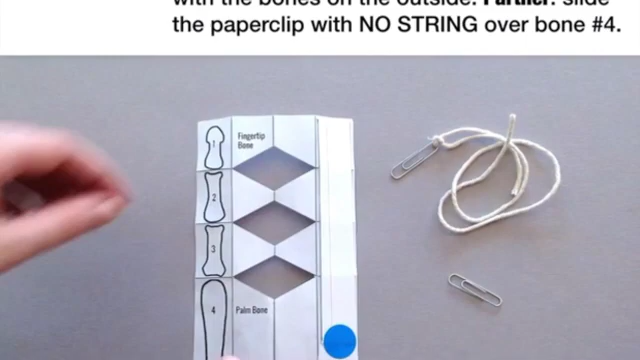 with the bones on the outside. Partner: slide
the paperclip with NO STRING over bone #4.
1
Fingertip
Bone
2
3
4
Palm Bone